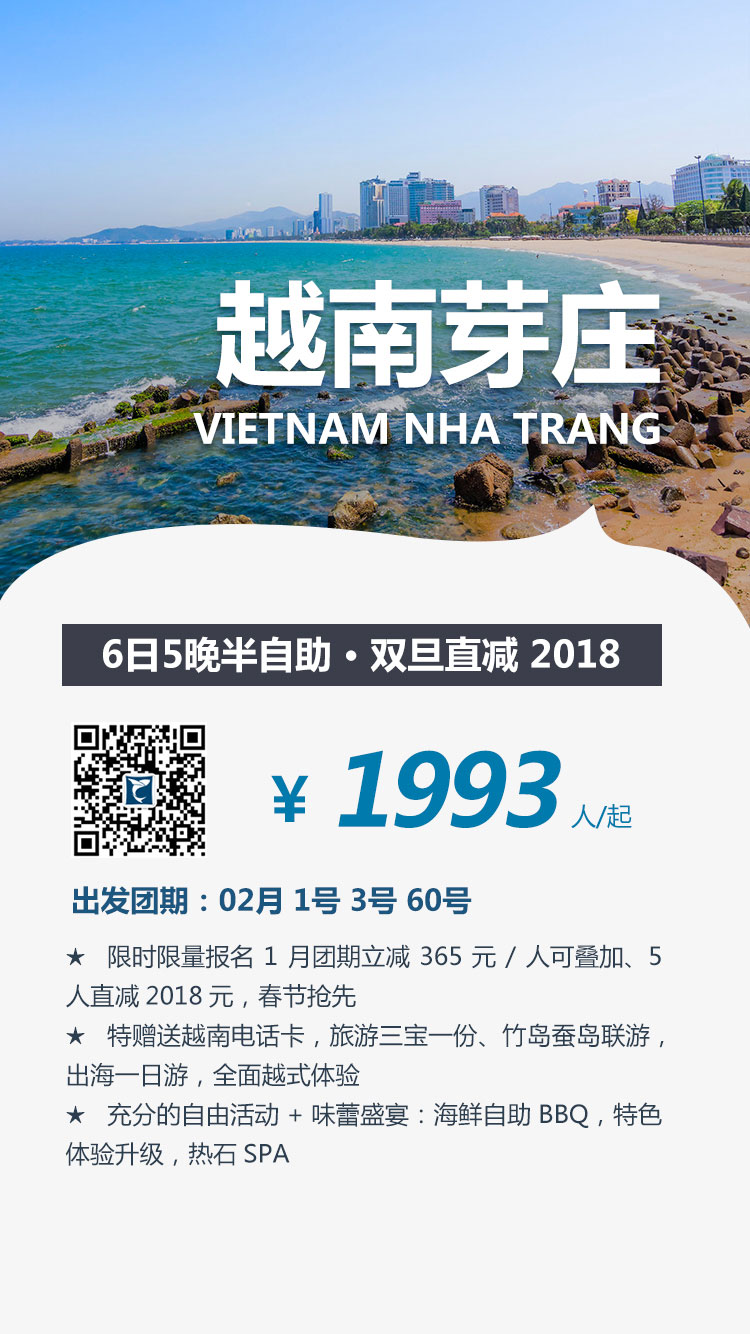 越南芽庄
VIETNAM NHA TRANG
6日5晚半自助·双旦直减 2018
¥ 1993 人/起
出发团期：02月 1号 3号 60号
★ 限时限量报名 1 月团期立减 365 元 / 人可叠加、5
人直减 2018 元，春节抢先
★ 特赠送越南电话卡，旅游三宝一份、竹岛蚕岛联游，
出海一日游，全面越式体验
★ 充分的自由活动 + 味蕾盛宴：海鲜自助 BBQ，特色
体验升级，热石 SPA